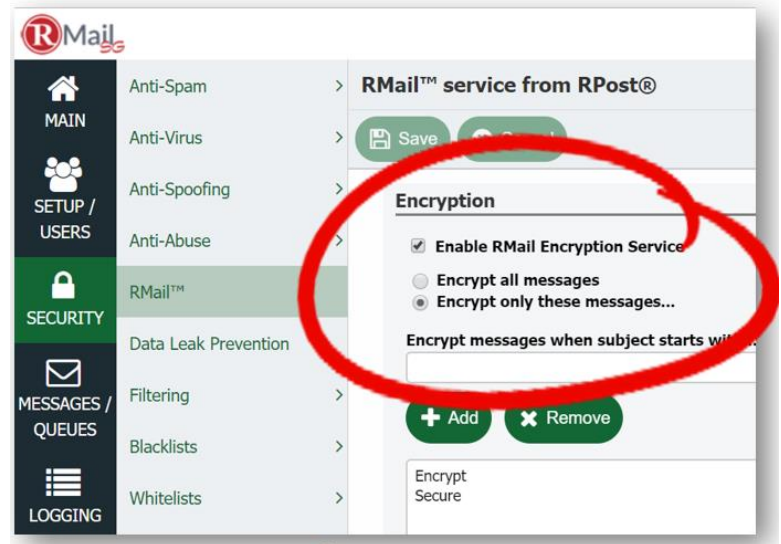 RMail
SG
MAIN
SETUP /
USERS
SECURITY
MESSAGES /
QUEUES
LOGGING
Anti-Spam
Anti-Virus
Anti-Spoofing
Anti-Abuse
RMail™
Data Leak Prevention
Filtering
Blacklists
Whitelists
RMail™ service from RPost®
Save
Encryption
Enable RMail Encryption Service
Encrypt all messages
Encrypt only these messages...
Encrypt messages when subject starts
Add
Remove
Encrypt
Secure